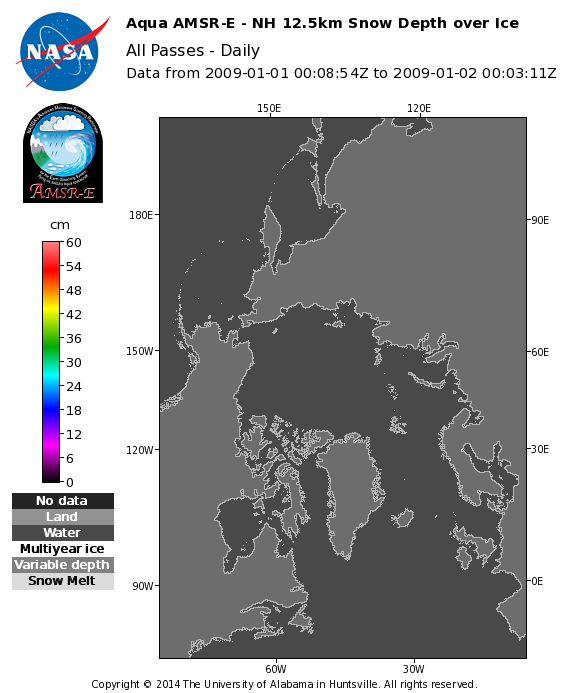 Aqua AMSR-E - NH 12.5km Snow Depth over Ice
All Passes - Daily
Data from 2009-01-01 00:08:54Z to 2009-01-02 00:03:11Z
NASA
AMSR-E
150E
120E
180E
150W
120W
90W
90E
60E
30E
0E
60W
30W
cm
60
54
48
42
36
30
24
18
12
6
0
No data
Land
Water
Multiyear ice
Variable depth
Snow Melt
Copyright © 2014 The University of Alabama in Huntsville. All rights reserved.